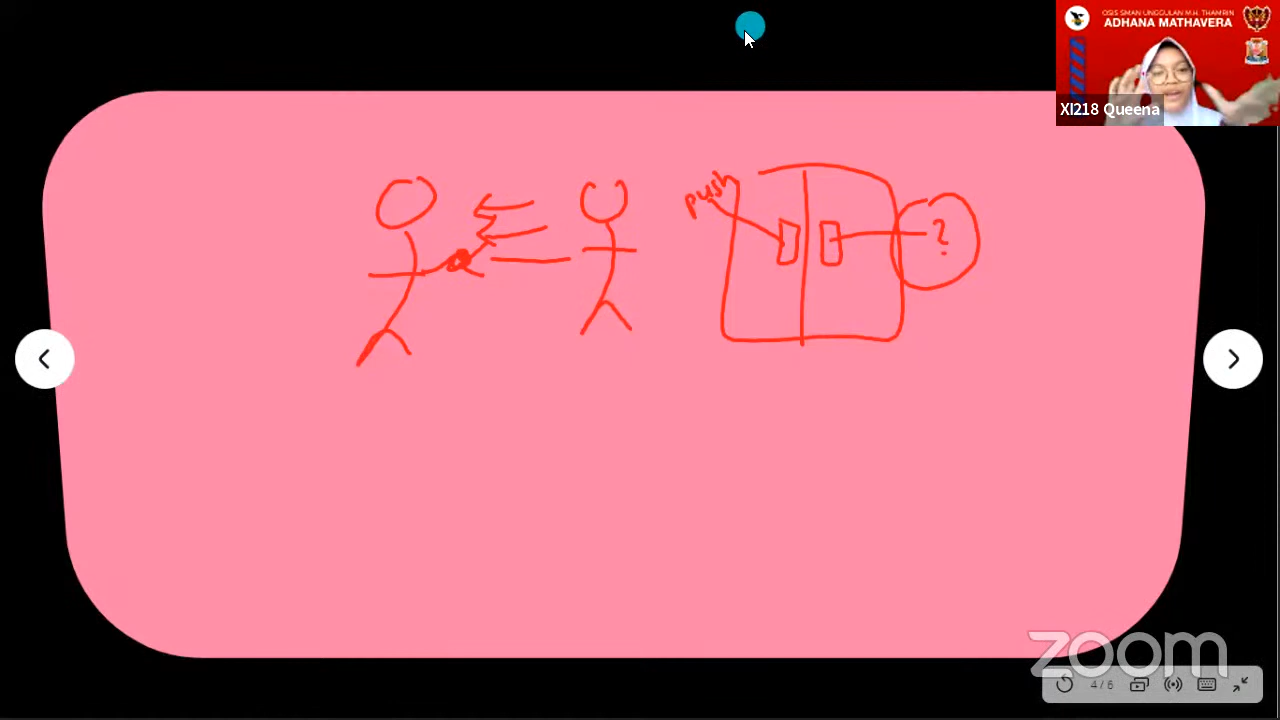 OSIS SMAN UNGGULAN M.H. THAMRIN
ADHANA MATHAVERA
XI218 Queena
push
?
zoom
4/6